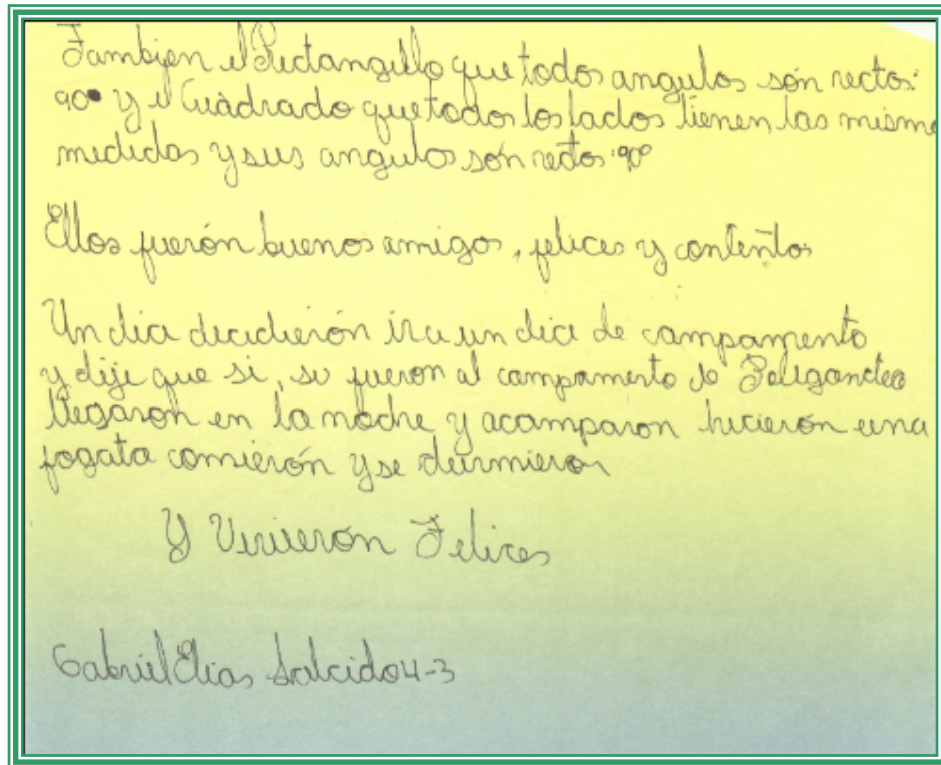 Tambien el Rectangulo que todos angulos són rectos:
90° y el Cuàdrado que todos los lados tienen las misma
medidas y sus angulos són rectos: 90°
Ellos fuerón buenos amigos, felices y contentos
Un dia decidierón ir a un dia de campamento
y dije que si, se fueron al campamento de
llegaron en la noche y acamparon hicierón una
fogata comierón y se durmieron
Y Vivieron Felices
Gabriel Elias Salcido 4-3